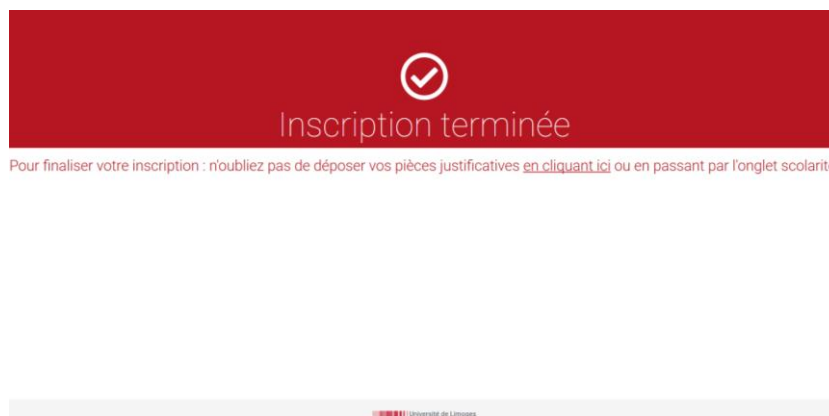 Inscription terminée
Pour finaliser votre inscription : n'oubliez pas de déposer vos pièces justificatives en cliquant ici ou en passant par l'onglet scolarité
Université de Limoges